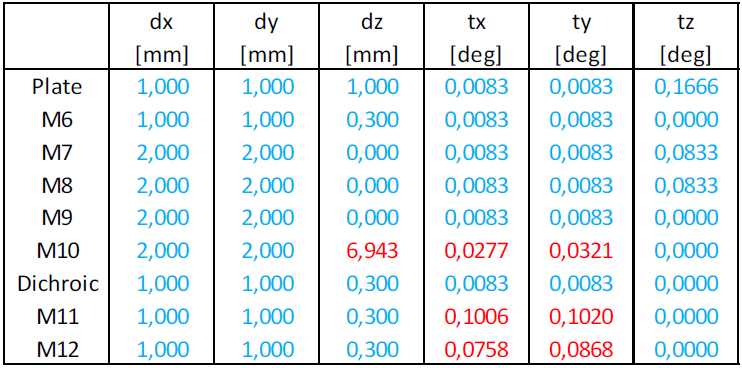 dx dy dz tx ty tz
[mm] [mm] [mm] [deg] [deg] [deg]
Plate 1,000 1,000 1,000 0,0083 0,0083 0,1666
M6 1,000 1,000 0,300 0,0083 0,0083 0,0000
M7 2,000 2,000 0,000 0,0083 0,0083 0,0833
M8 2,000 2,000 0,000 0,0083 0,0083 0,0833
M9 2,000 2,000 0,000 0,0083 0,0083 0,0000
M10 2,000 2,000 6,943 0,0277 0,0321 0,0000
Dichroic 1,000 1,000 0,300 0,0083 0,0083 0,0000
M11 1,000 1,000 0,300 0,1006 0,1020 0,0000
M12 1,000 1,000 0,300 0,0758 0,0868 0,0000